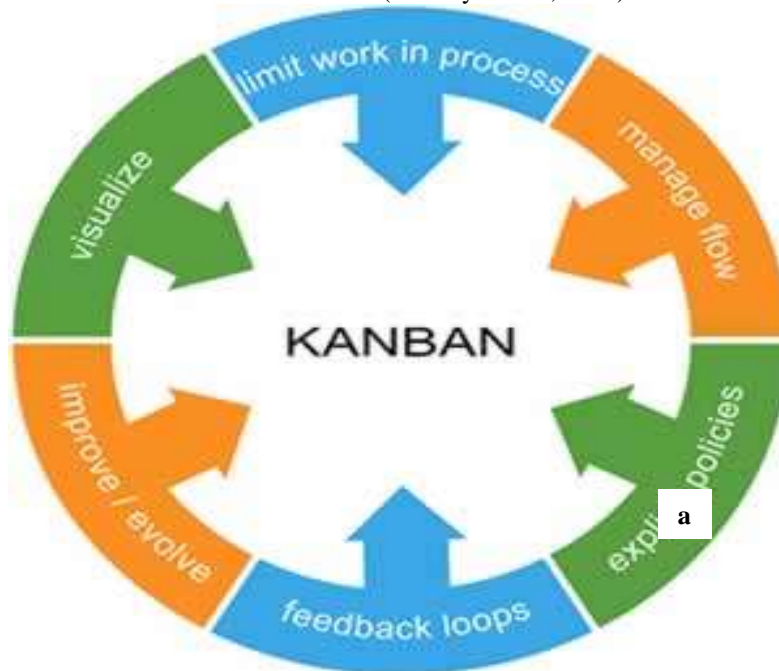 limit work in process
manage flow
policies
a
feedback loops
improve / evolve
visualize
KANBAN